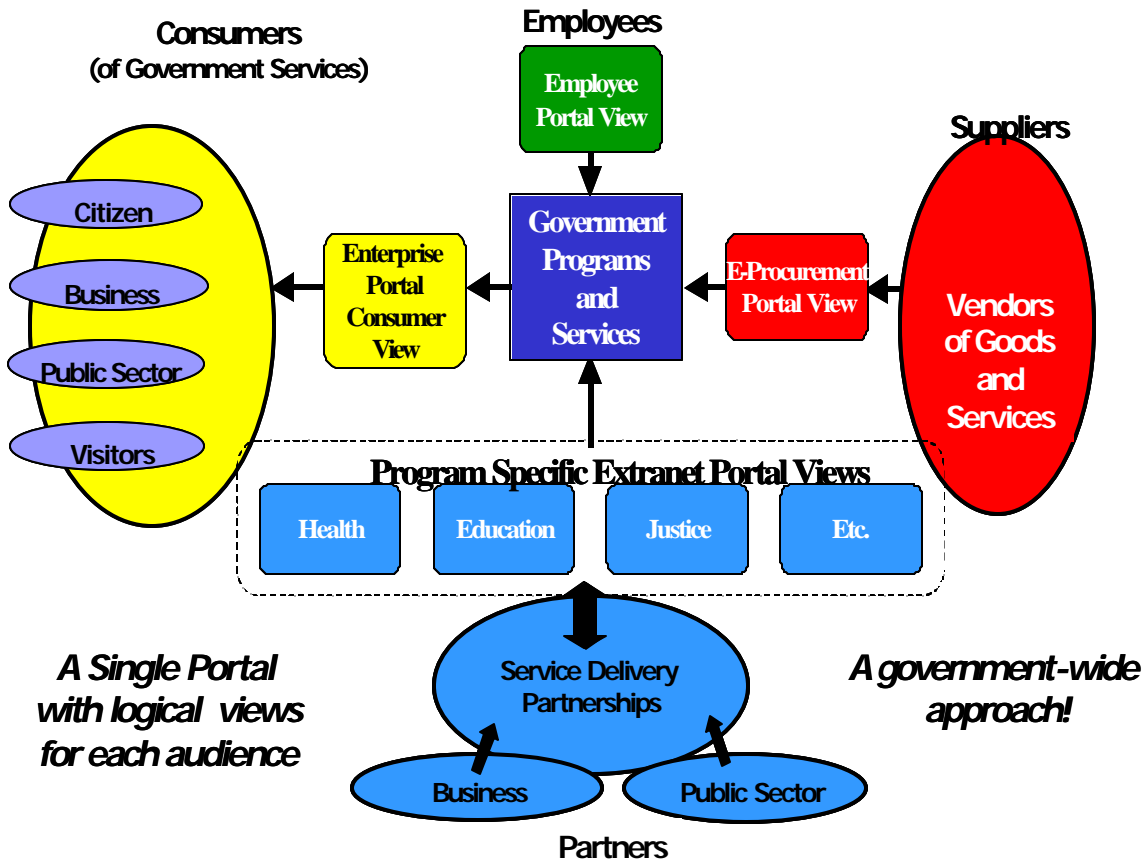 Consumers
(of Government Services)
Employees
Employee
Portal View
Suppliers
Citizen
Business
Public Sector
Visitors
Enterprise
Portal
Consumer
View
Government
Programs
and
Services
E-Procurement
Portal View
Vendors
of Goods
and
Services
Program Specific Extranet Portal Views
Health
Education
Justice
Etc.
A Single Portal
with logical views
for each audience
Service Delivery
Partnerships
A government-wide
approach!
Business
Public Sector
Partners